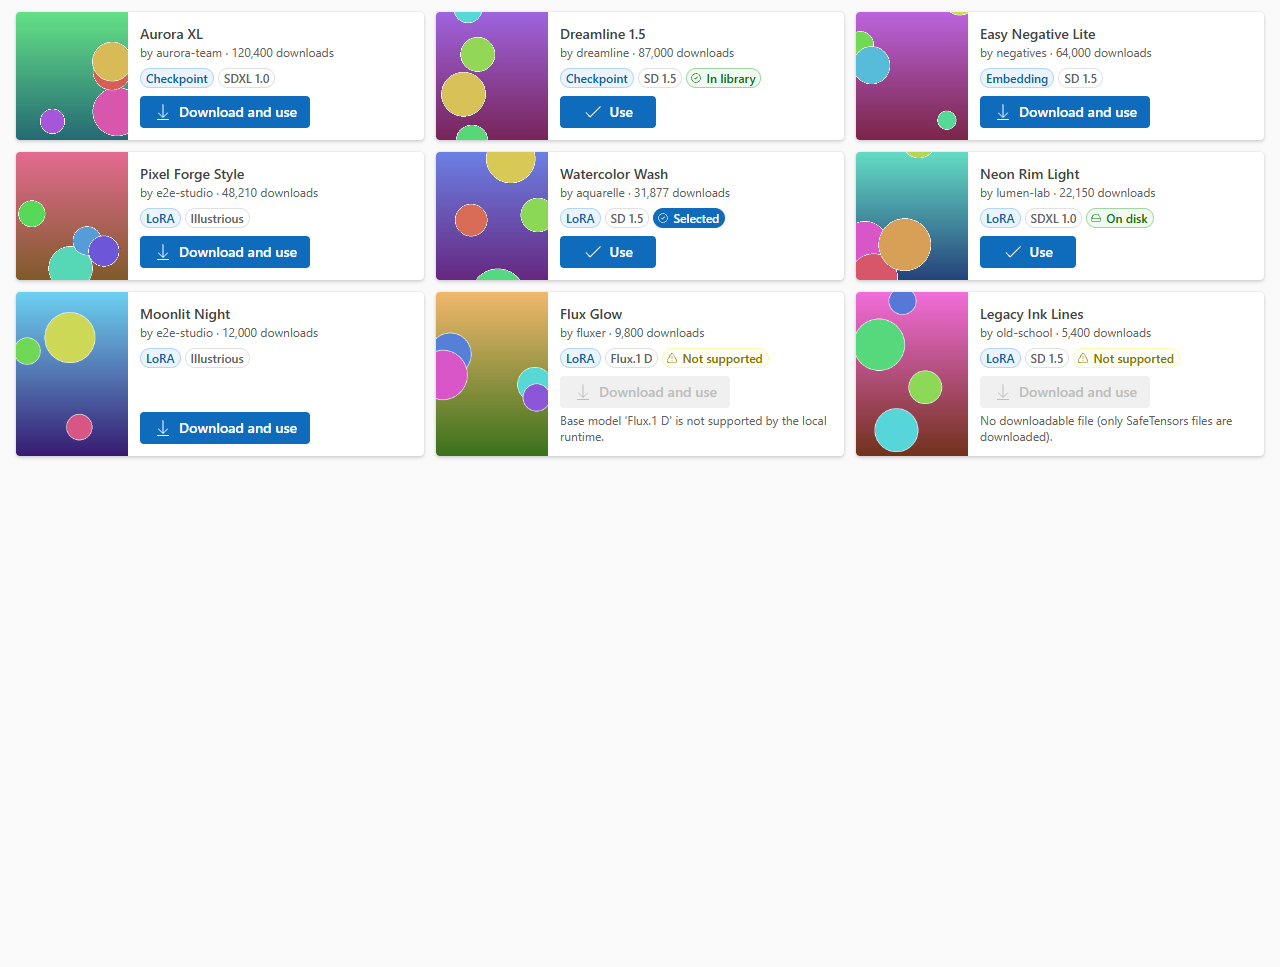 Aurora XL
by aurora-team · 120,400 downloads
Checkpoint SDXL 1.0
Download and use
Dreamline 1.5
by dreamline · 87,000 downloads
Checkpoint SD 1.5 In library
Use
Easy Negative Lite
by negatives · 64,000 downloads
Embedding SD 1.5
Download and use
Pixel Forge Style
by e2e-studio · 48,210 downloads
LoRA Illustrious
Download and use
Watercolor Wash
by aquarelle · 31,877 downloads
LoRA SD 1.5 Selected
Use
Neon Rim Light
by lumen-lab · 22,150 downloads
LoRA SDXL 1.0 On disk
Use
Moonlit Night
by e2e-studio · 12,000 downloads
LoRA Illustrious
Download and use
Flux Glow
by fluxer · 9,800 downloads
LoRA Flux.1 D Not supported
Download and use
Base model 'Flux.1 D' is not supported by the local
runtime.
Legacy Ink Lines
by old-school · 5,400 downloads
LoRA SD 1.5 Not supported
Download and use
No downloadable file (only SafeTensors files are
downloaded).